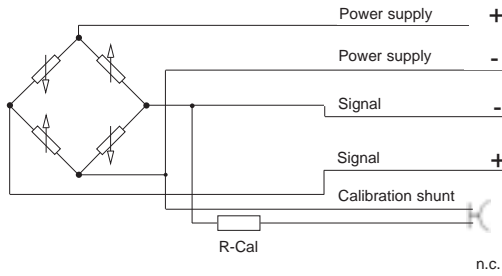 Power supply +
Power supply -
Signal -
Signal +
Calibration shunt
R-Cal
n.c.